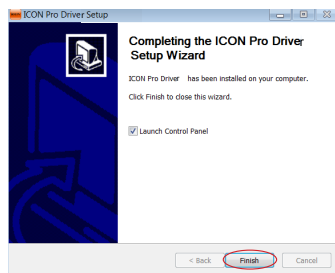 ICON Pro Driver Setup
Completing the ICON Pro Driver
Setup Wizard
ICON Pro Driver has been installed on your computer.
Click Finish to close this wizard.
Launch Control Panel
< Back Finish Cancel